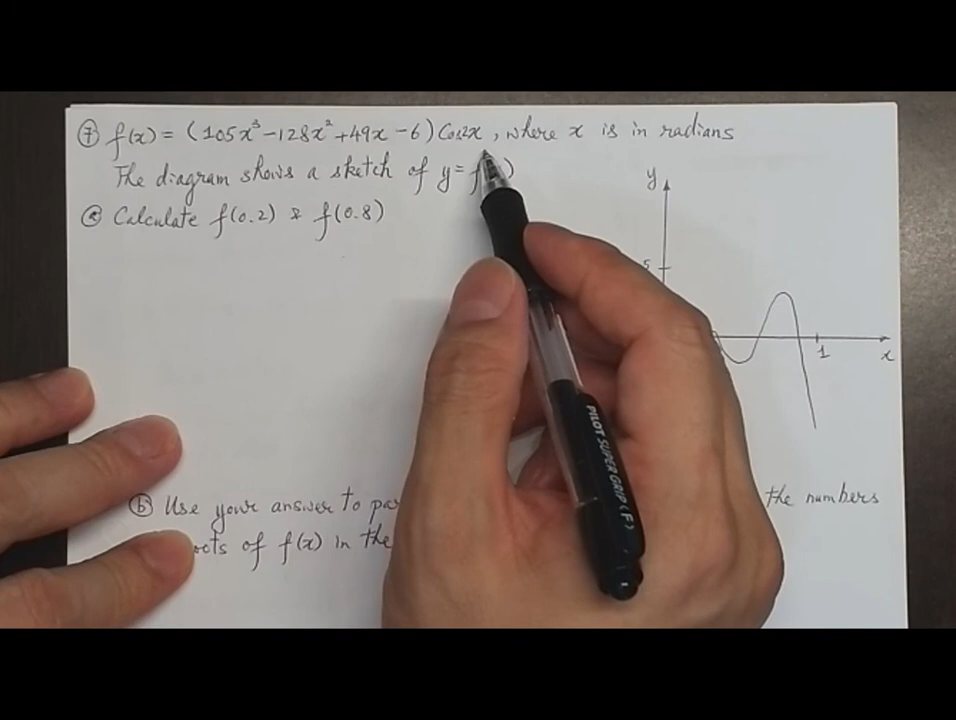 ⑦ f(x) = (105x³ - 128x² + 49x - 6) Cos2x, where x is in radians
The diagram shows a sketch of y = f )
ⓐ Calculate f(0.2) & f(0.8)
y
5
1
x
ⓑ Use your answer to the numbers
of f(x) in the
PILOT SUPER GRIP (F)